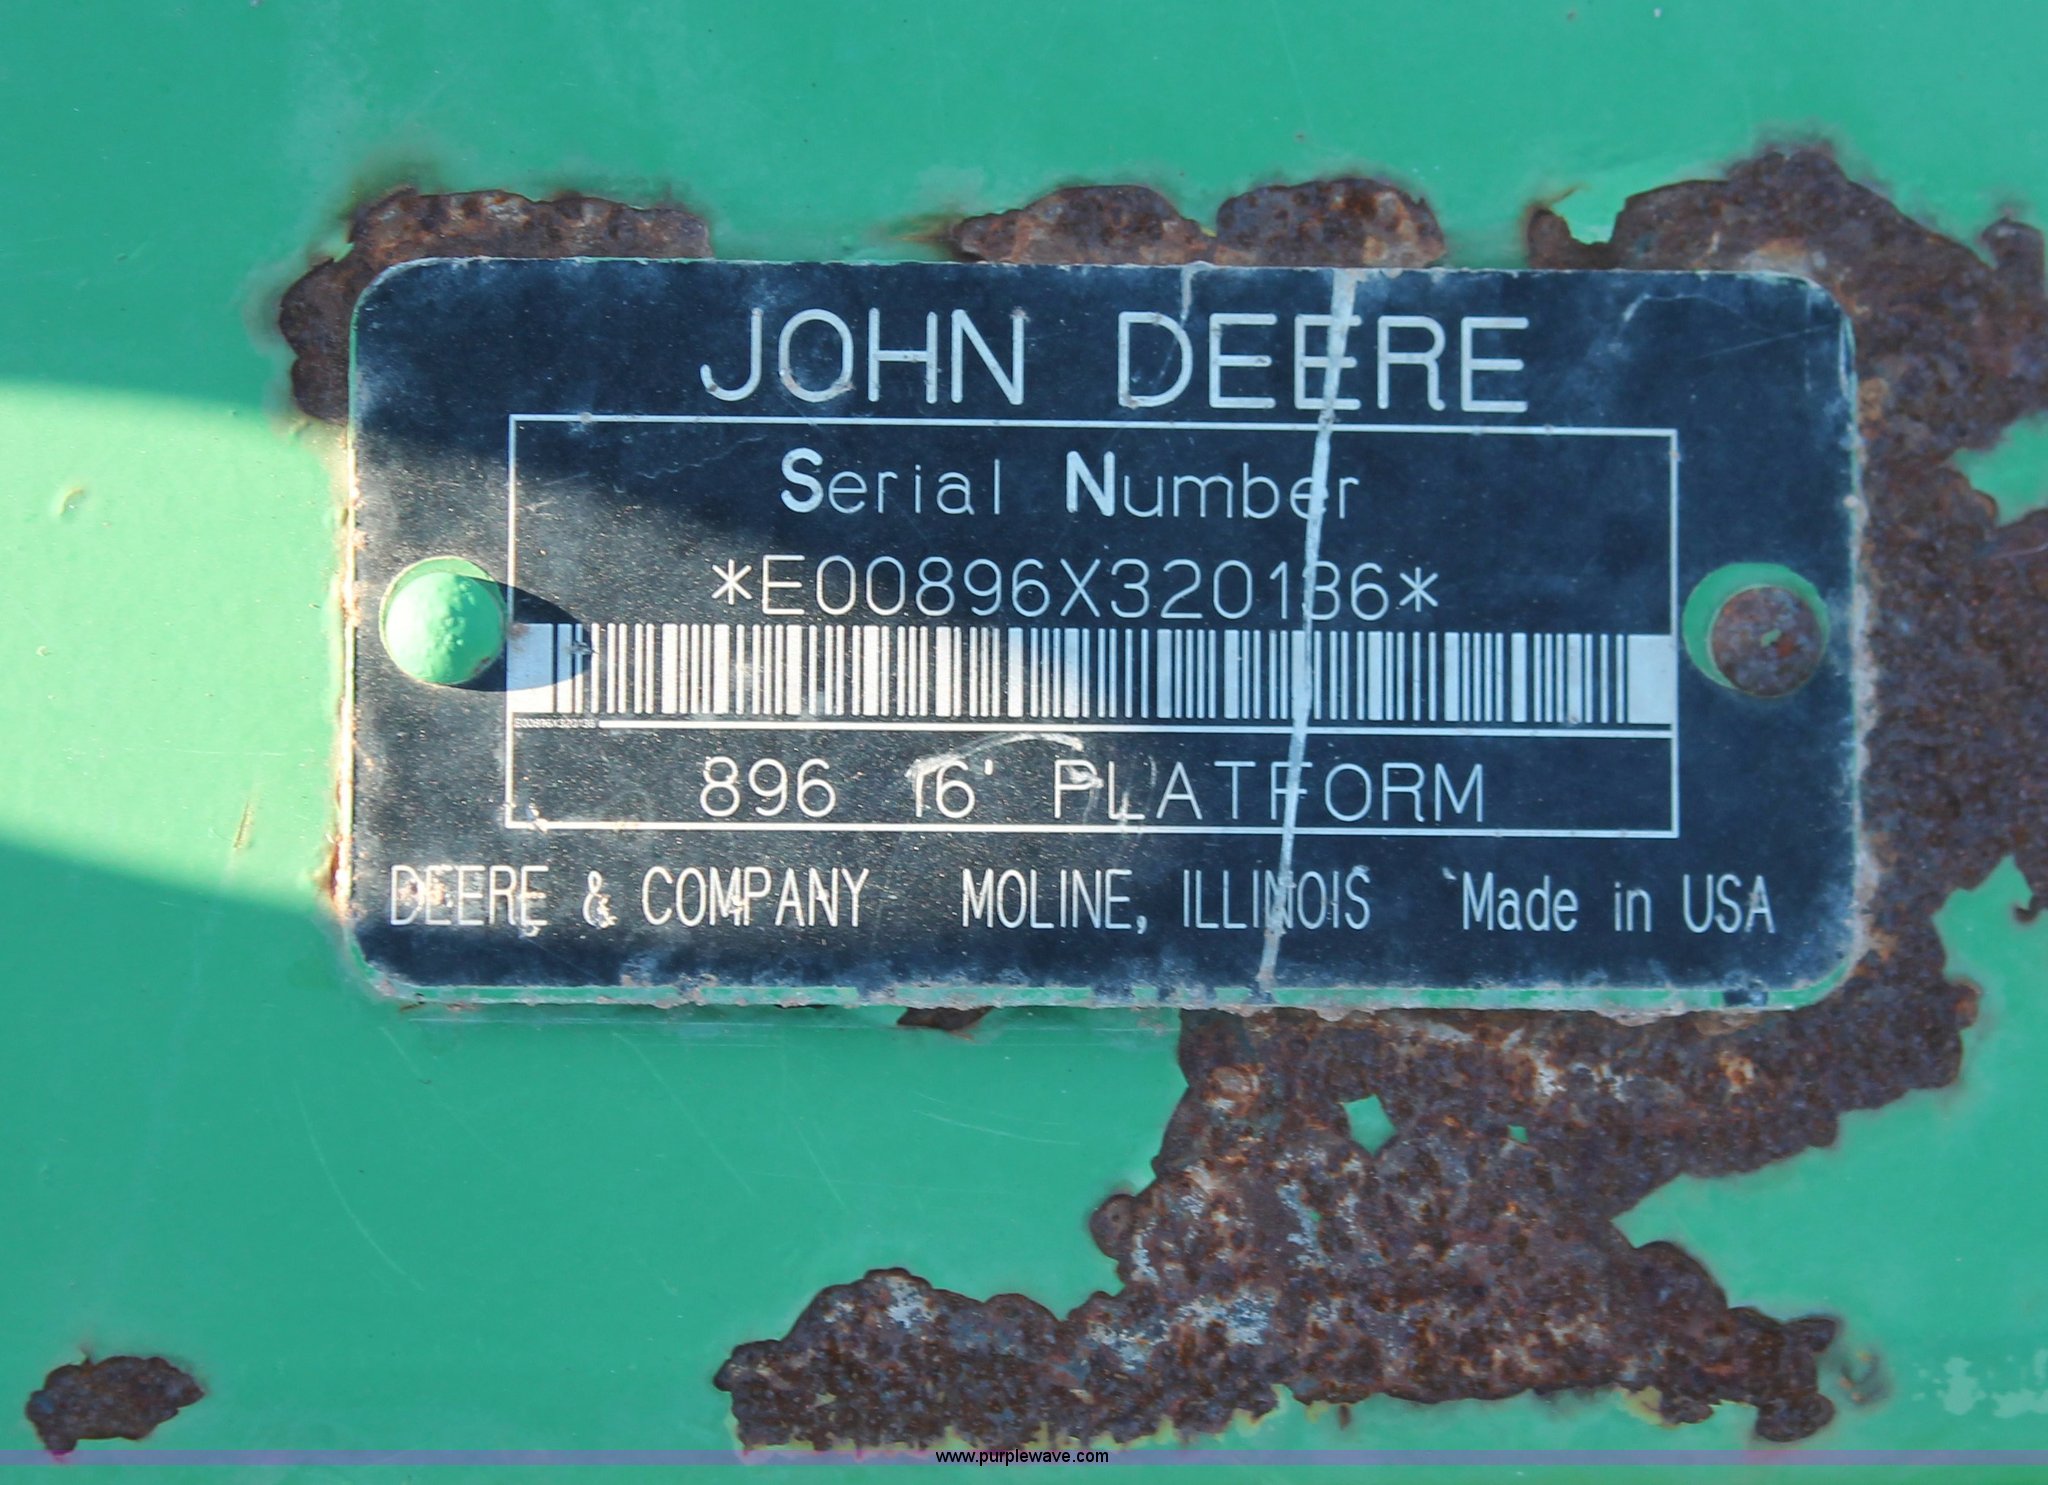 JOHN DEERE
Serial Number
*E00896X320136*
E00896X320136
896 16' PLATFORM
DEERE & COMPANY MOLINE, ILLINOIS Made in USA
www.purplewave.com